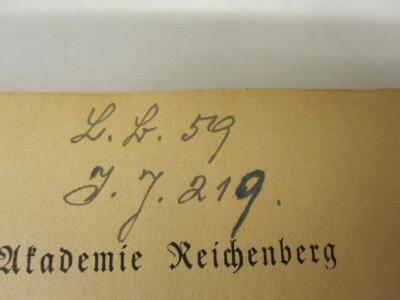 L. b. 59
J. J. 219.
Akademie Reichenberg